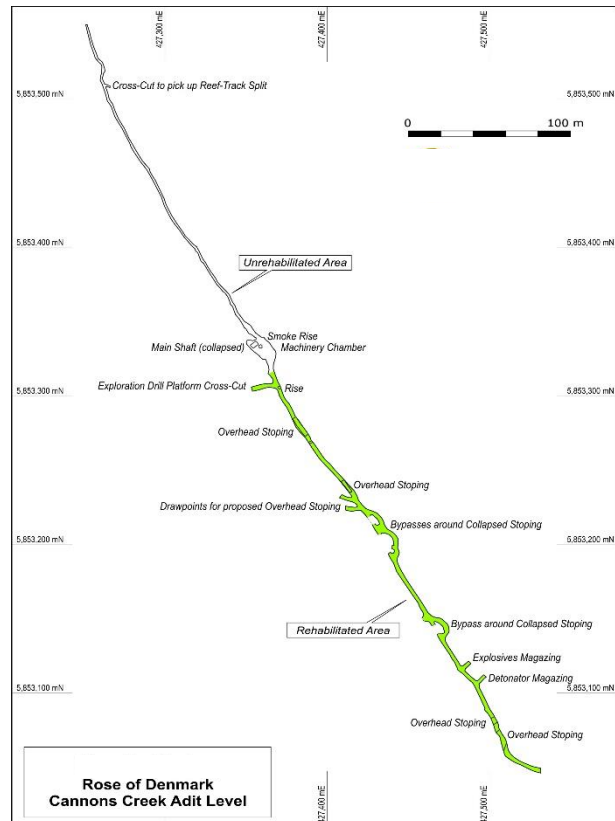 427,300 mE
427,400 mE
427,500 mE
Cross-Cut to pick up Reef-Track Split
5,853,500 mN
5,853,500 mN
0
100 m
5,853,400 mN
5,853,400 mN
Unrehabilitated Area
Smoke Rise
Main Shaft (collapsed)
Machinery Chamber
Exploration Drill Platform Cross-Cut
Rise
5,853,300 mN
5,853,300 mN
Overhead Stoping
Overhead Stoping
Drawpoints for proposed Overhead Stoping
Bypasses around Collapsed Stoping
5,853,200 mN
5,853,200 mN
Rehabilitated Area
Bypass around Collapsed Stoping
Explosives Magazing
Detonator Magazing
5,853,100 mN
5,853,100 mN
Overhead Stoping
Overhead Stoping
Rose of Denmark
Cannons Creek Adit Level
427,400 mE
427,500 mE